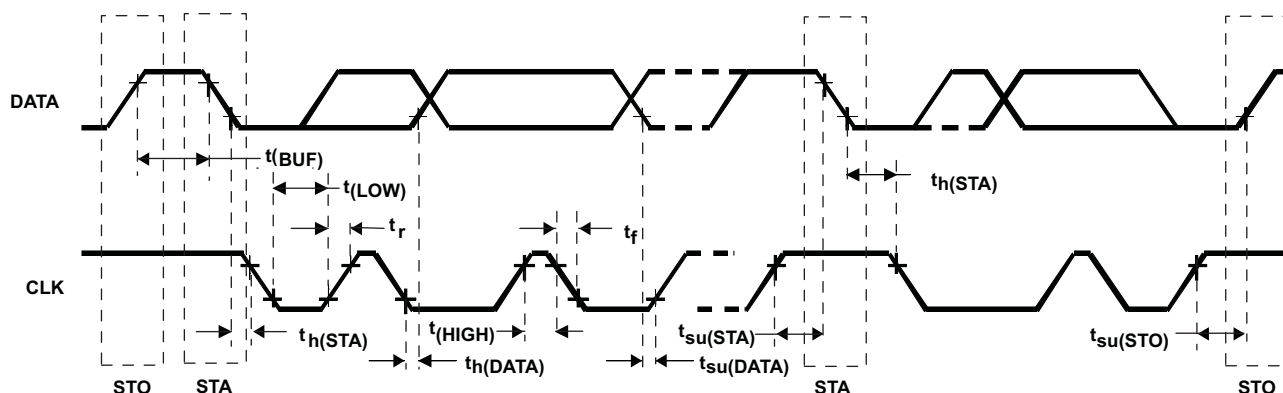 DATA
t(BUF)
t(LOW)
th(STA)
tr
tf
CLK
th(STA)
t(HIGH)
tsu(STA)
tsu(STO)
th(DATA)
tsu(DATA)
STO
STA
STA
STO